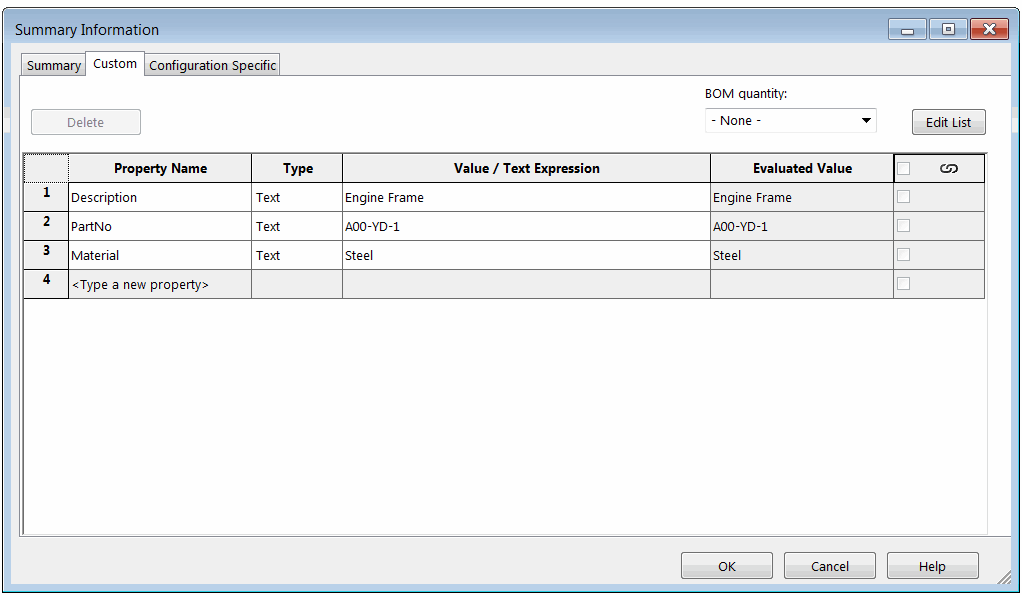 Summary Information
Summary Custom Configuration Specific
BOM quantity:
Delete - None - Edit List
Property Name Type Value / Text Expression Evaluated Value
1 Description Text Engine Frame Engine Frame
2 PartNo Text A00-YD-1 A00-YD-1
3 Material Text Steel Steel
4 <Type a new property>
OK Cancel Help